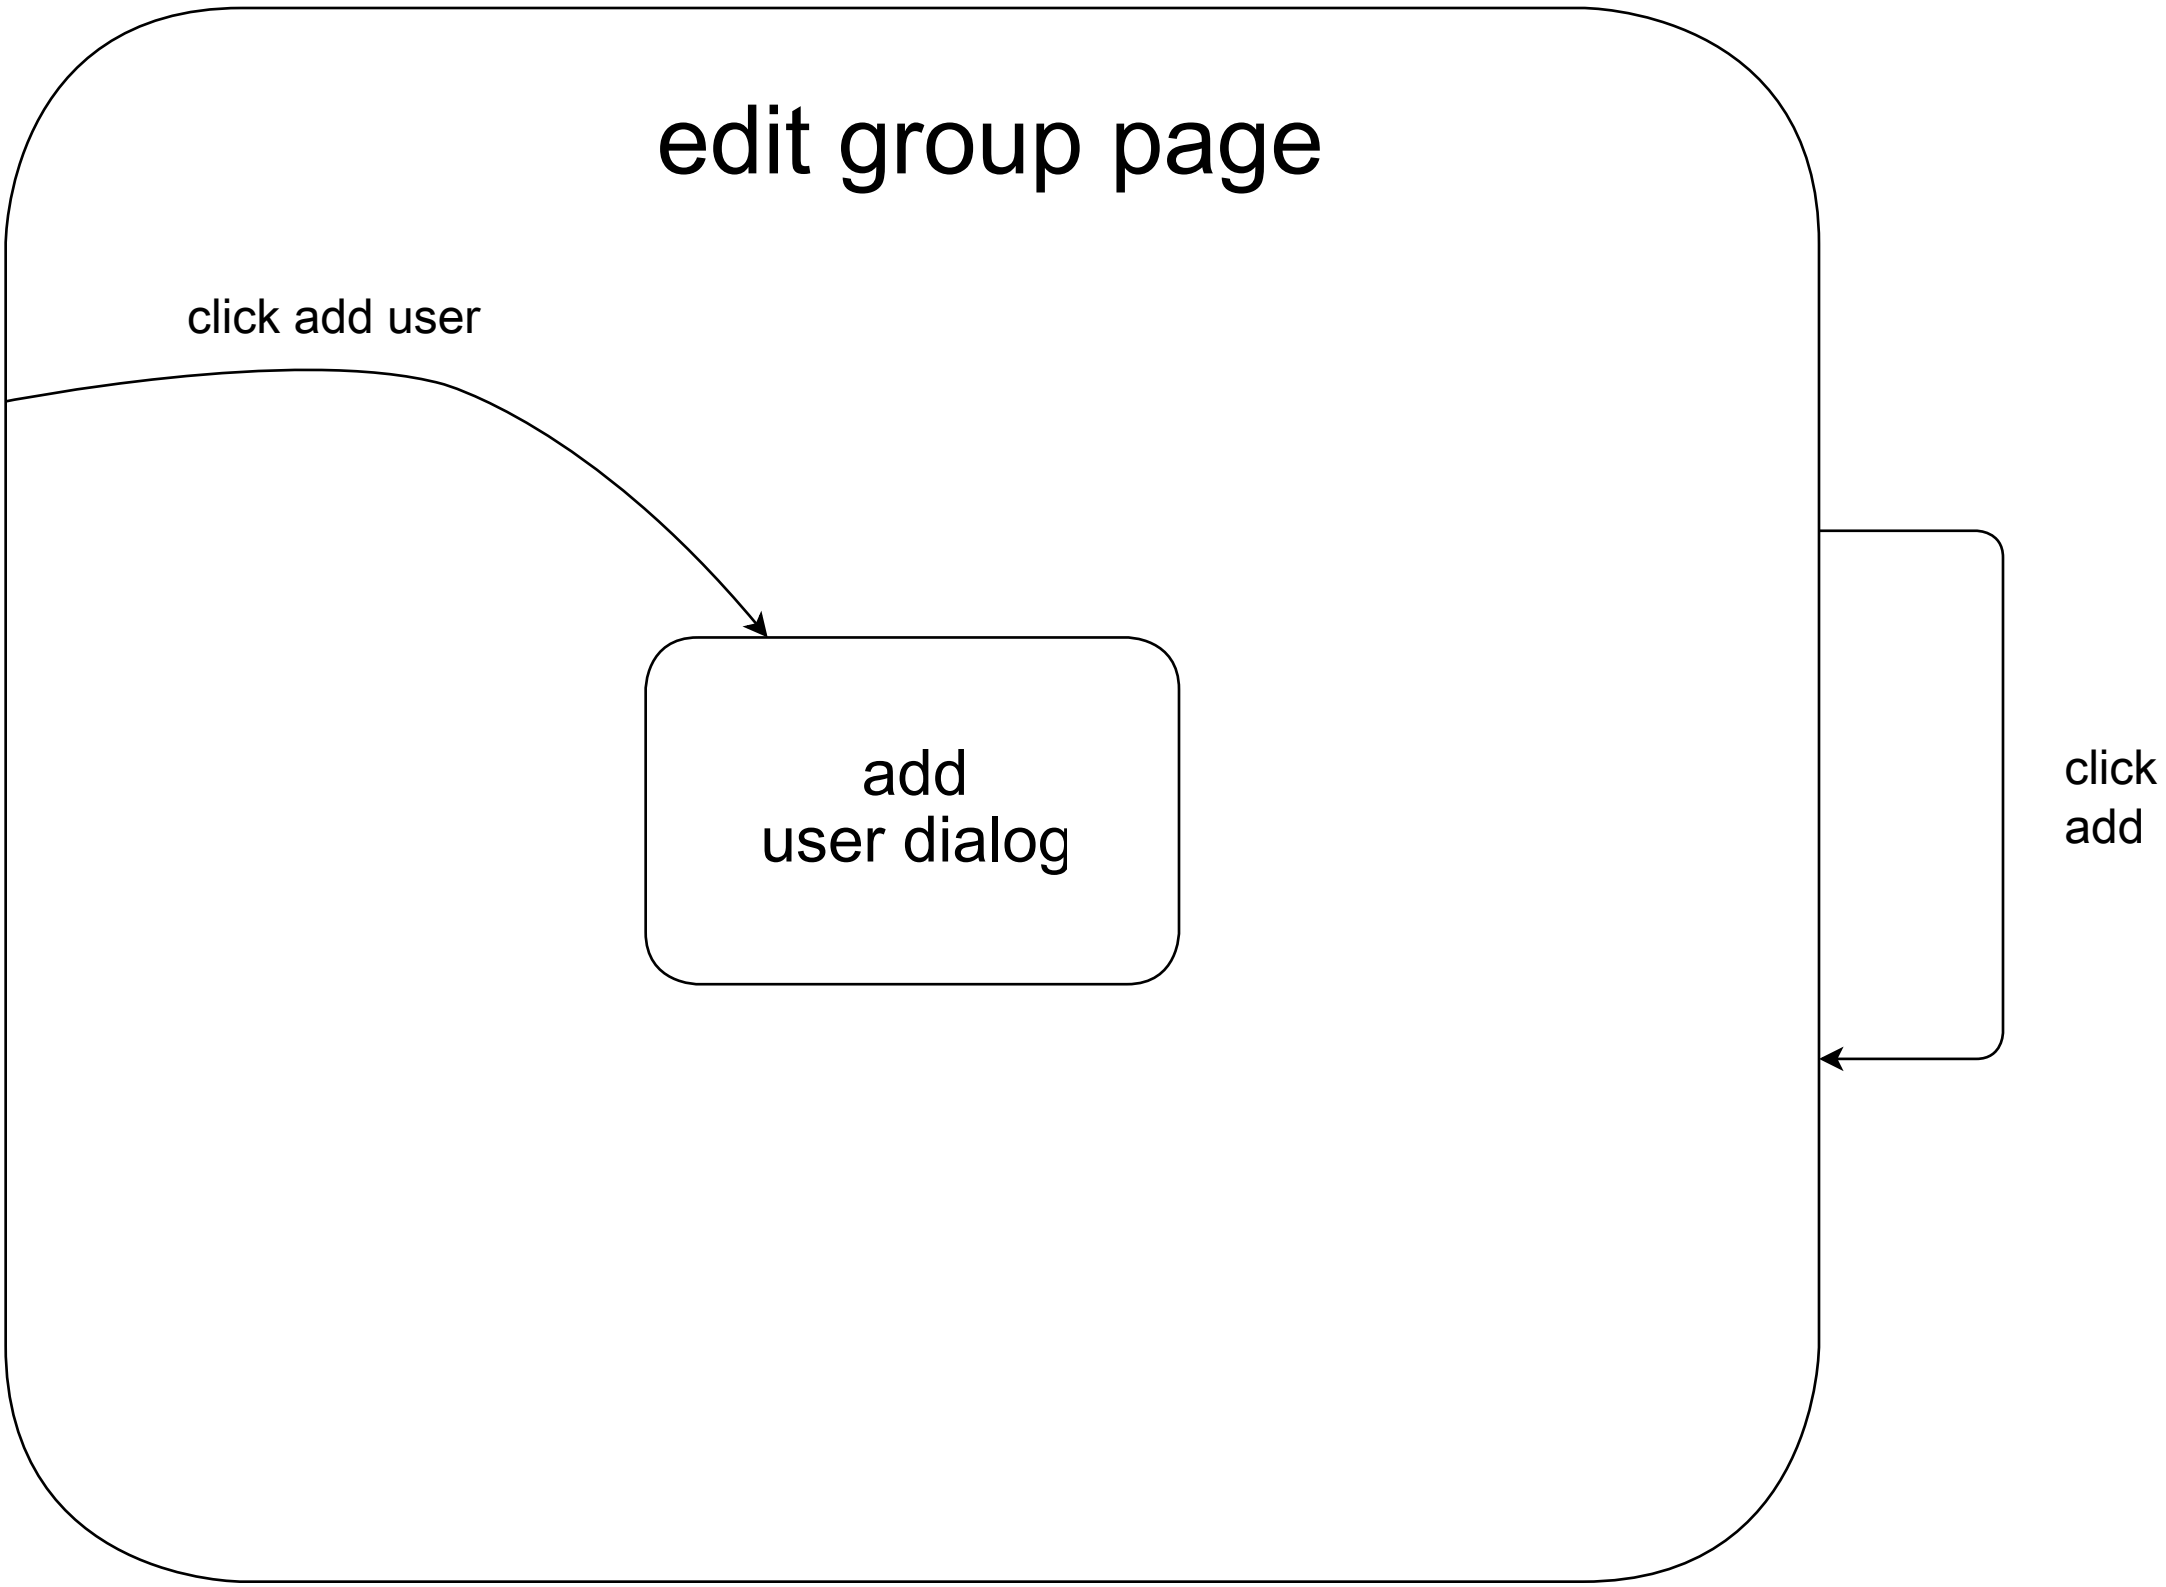 edit group page
click add user
add
user dialog
click
add